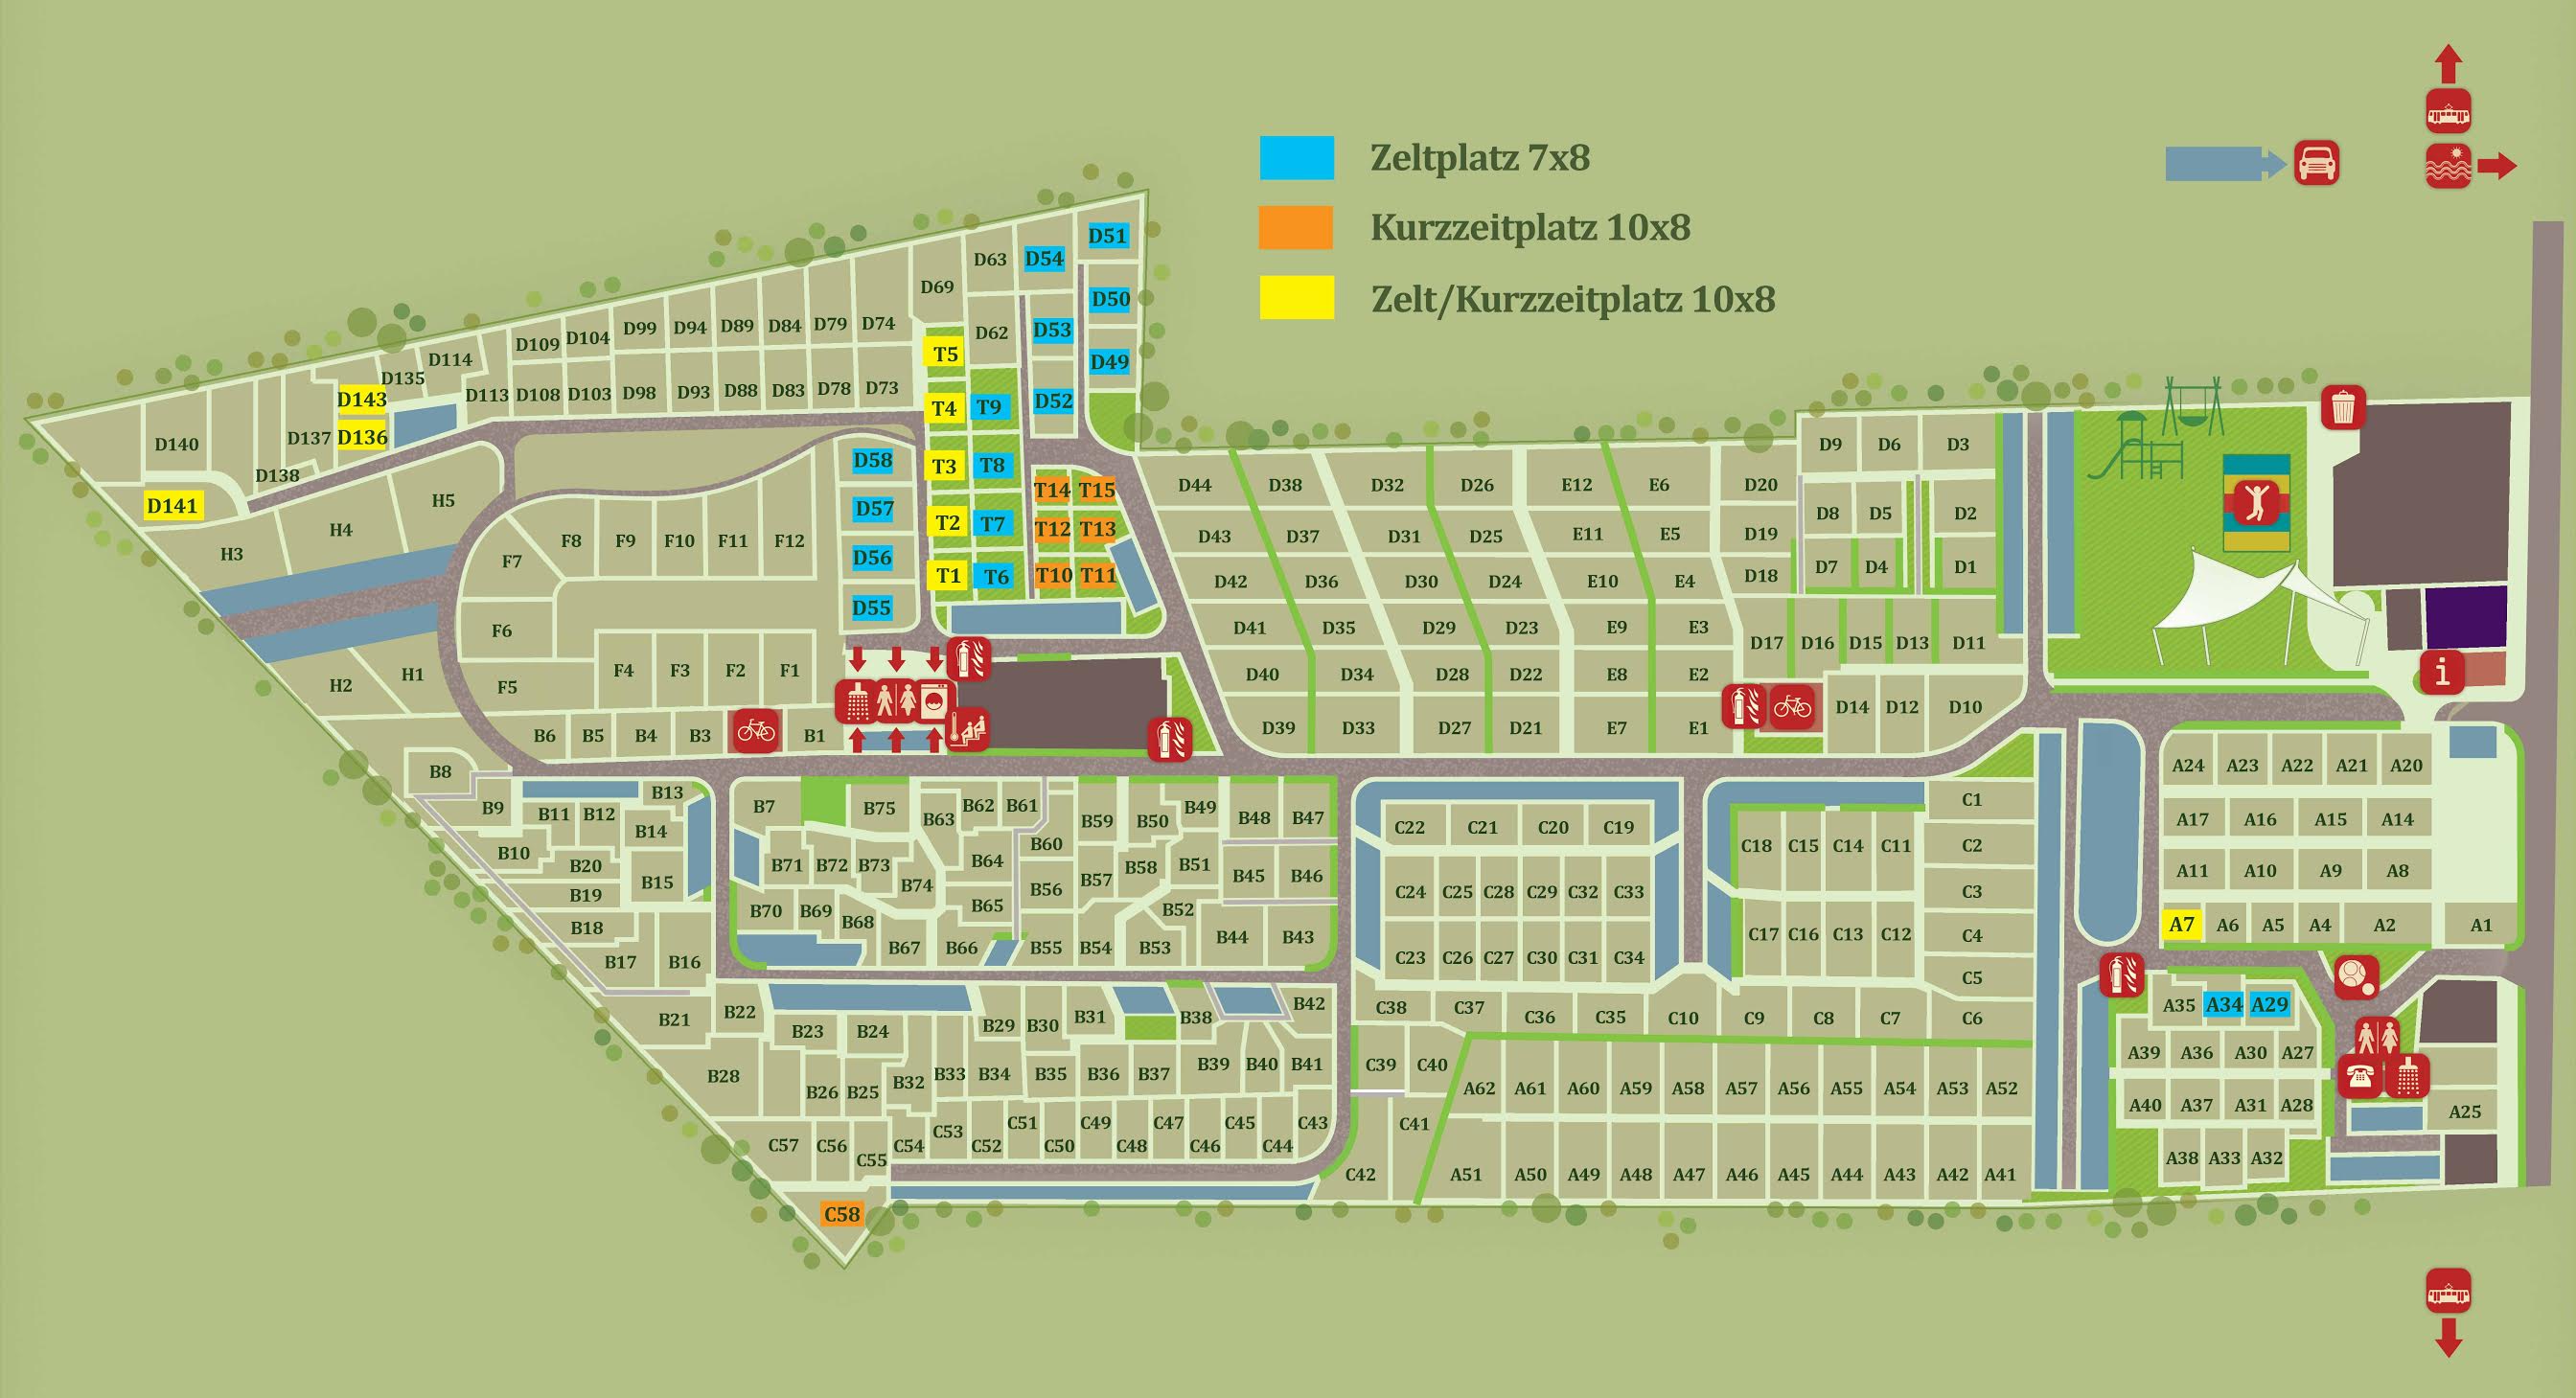 Zeltplatz 7x8
Kurzzeitplatz 10x8
Zelt/Kurzzeitplatz 10x8
D51
D54
D63
D69
D50
D53
D62
D49
D52
T5
T4
T9
T3
T8
T2
T7
T1
T6
T14
T15
T12
T13
T10
T11
D109
D104
D99
D94
D89
D84
D79
D74
D114
D135
D143
D136
D113
D108
D103
D98
D93
D88
D83
D78
D73
D140
D137
D138
D141
H5
H4
H3
H1
H2
D58
D57
D56
D55
F7
F8
F9
F10
F11
F12
F6
F5
F4
F3
F2
F1
B6
B5
B4
B3
B1
D44
D38
D32
D26
E12
E6
D20
D43
D37
D31
D25
E11
E5
D19
D42
D36
D30
D24
E10
E4
D18
D41
D35
D29
D23
E9
E3
D40
D34
D28
D22
E8
E2
D39
D33
D27
D21
E7
E1
D9
D6
D3
D8
D5
D2
D7
D4
D1
D17
D16
D15
D13
D11
D14
D12
D10
i
B8
B9
B13
B11
B12
B14
B10
B20
B15
B19
B18
B17
B16
B21
B22
B28
B7
B75
B63
B62
B61
B59
B50
B49
B48
B47
B71
B72
B73
B74
B64
B60
B57
B58
B51
B45
B46
B70
B69
B68
B67
B65
B66
B56
B55
B54
B52
B53
B44
B43
B23
B24
B29
B30
B31
B38
B42
B26
B25
B32
B33
B34
B35
B36
B37
B39
B40
B41
C57
C56
C55
C54
C53
C52
C51
C50
C49
C48
C47
C46
C45
C44
C43
C58
C22
C21
C20
C19
C24
C25
C28
C29
C32
C33
C23
C26
C27
C30
C31
C34
C18
C15
C14
C11
C17
C16
C13
C12
C1
C2
C3
C4
C5
C6
C38
C37
C36
C35
C10
C9
C8
C7
C39
C40
C41
C42
A62
A61
A60
A59
A58
A57
A56
A55
A54
A53
A52
A51
A50
A49
A48
A47
A46
A45
A44
A43
A42
A41
A24
A23
A22
A21
A20
A17
A16
A15
A14
A11
A10
A9
A8
A7
A6
A5
A4
A2
A1
A35
A34
A29
A39
A36
A30
A27
A40
A37
A31
A28
A38
A33
A32
A25